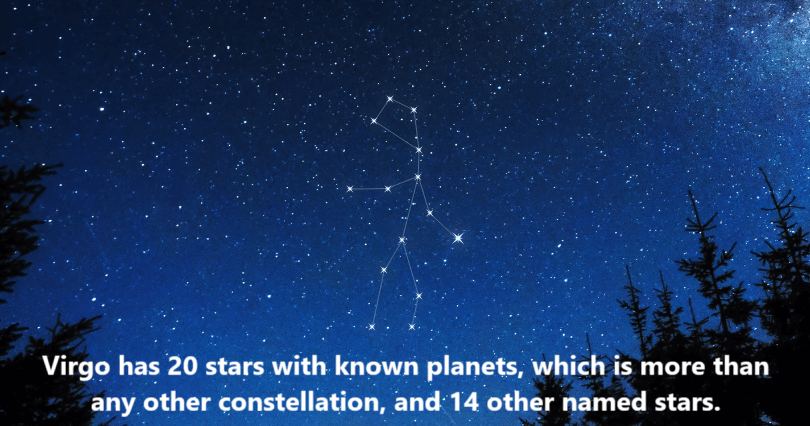 Virgo has 20 stars with known planets, which is more than
any other constellation, and 14 other named stars.